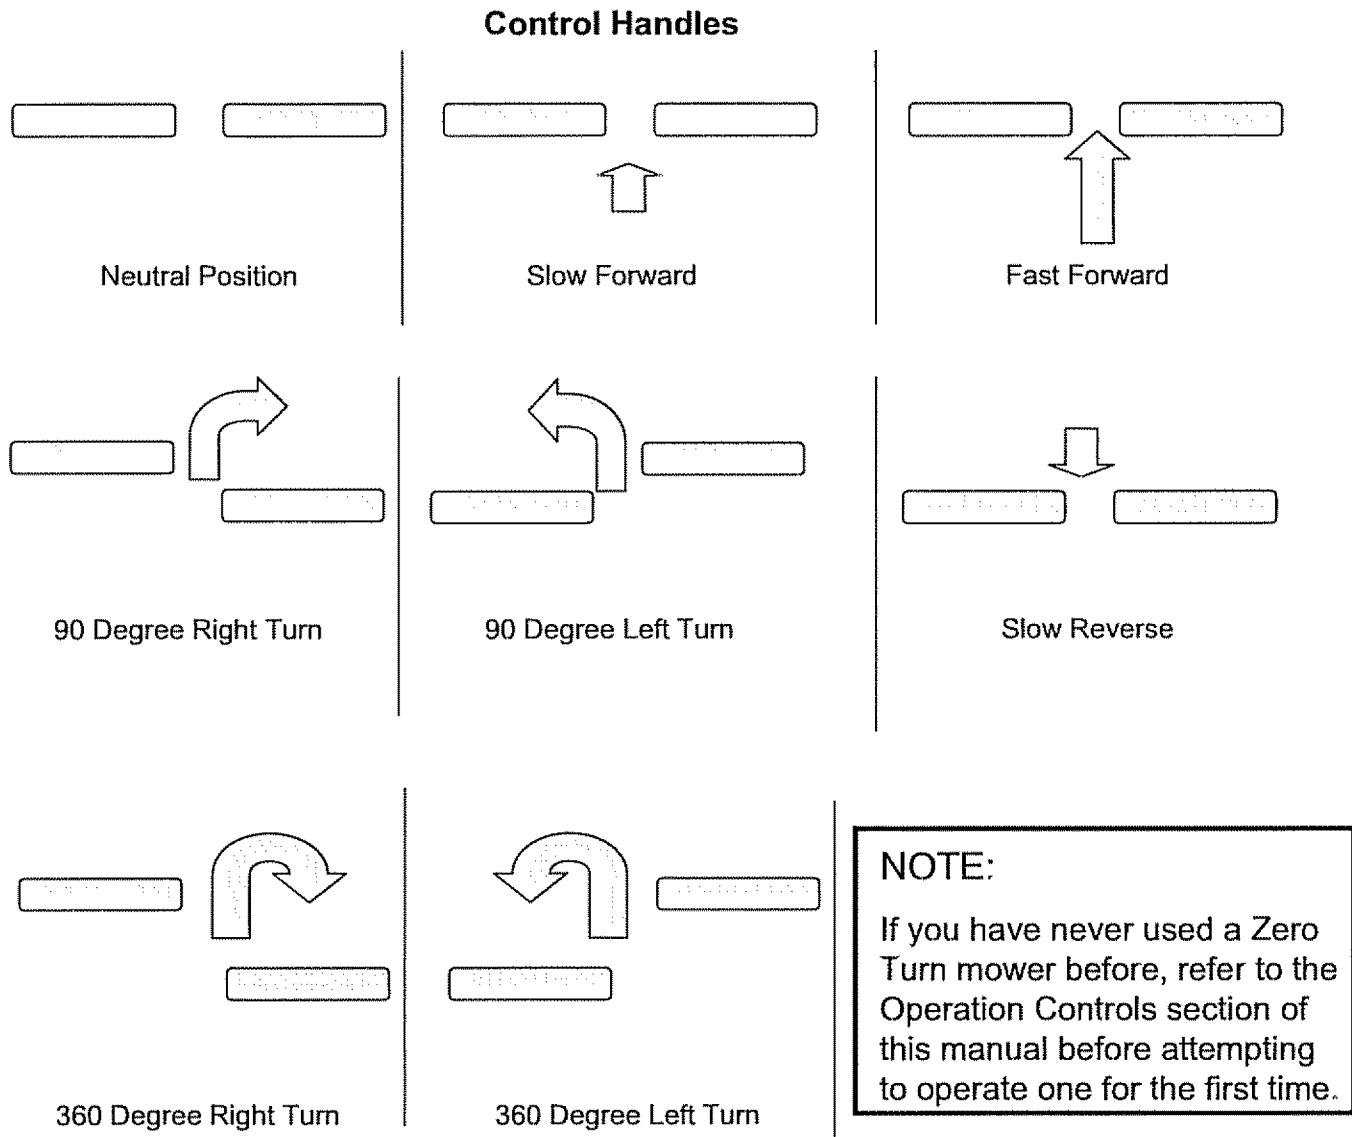 Control Handles
Neutral Position
Slow Forward
Fast Forward
90 Degree Right Turn
90 Degree Left Turn
Slow Reverse
360 Degree Right Turn
360 Degree Left Turn
NOTE:
If you have never used a Zero
Turn mower before, refer to the
Operation Controls section of
this manual before attempting
to operate one for the first time.